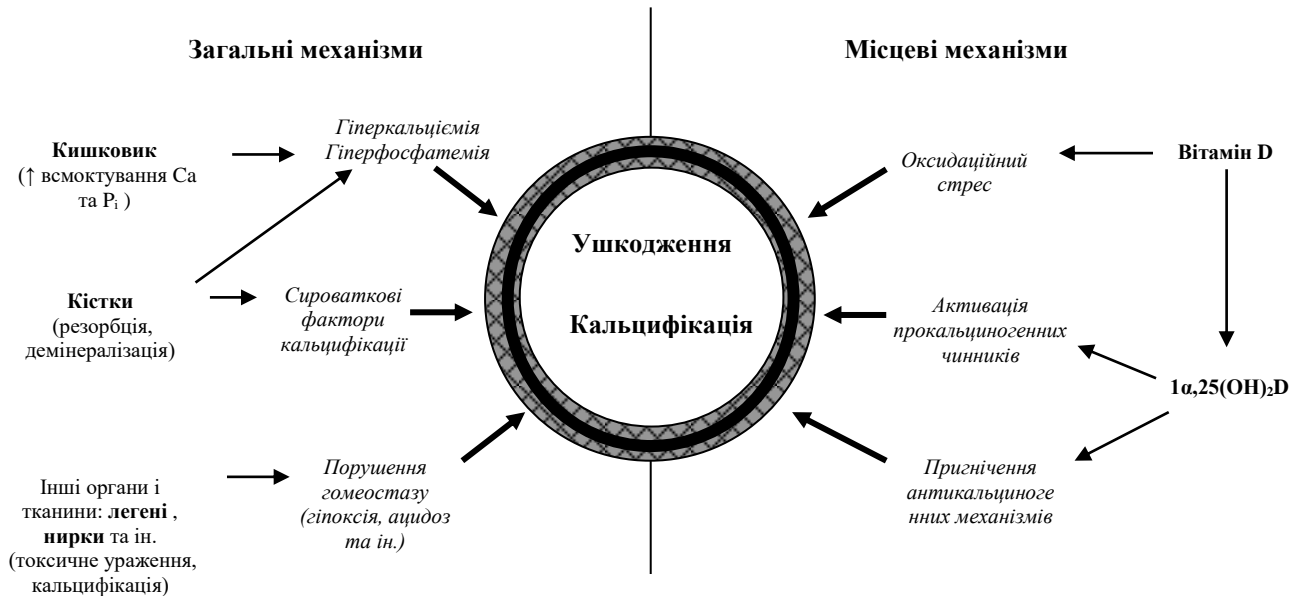 Загальні механізми
Місцеві механізми
Кишковик
(↑ всмоктування Са
та Pᵢ )
Гіперкальціємія
Гіперфосфатемія
Кістки
(резорбція,
демінералізація)
Сироваткові
фактори
кальцифікації
Інші органи і
тканини: легені ,
нирки та ін.
(токсичне ураження,
кальцифікація)
Порушення
гомеостазу
(гіпоксія, ацидоз
та ін.)
Ушкодження
Кальцифікація
Оксидаційний
стрес
Вітамін D
Активація
прокальциногенних
чинників
1α,25(ОН)₂D
Пригнічення
антикальциноге
нних механізмів